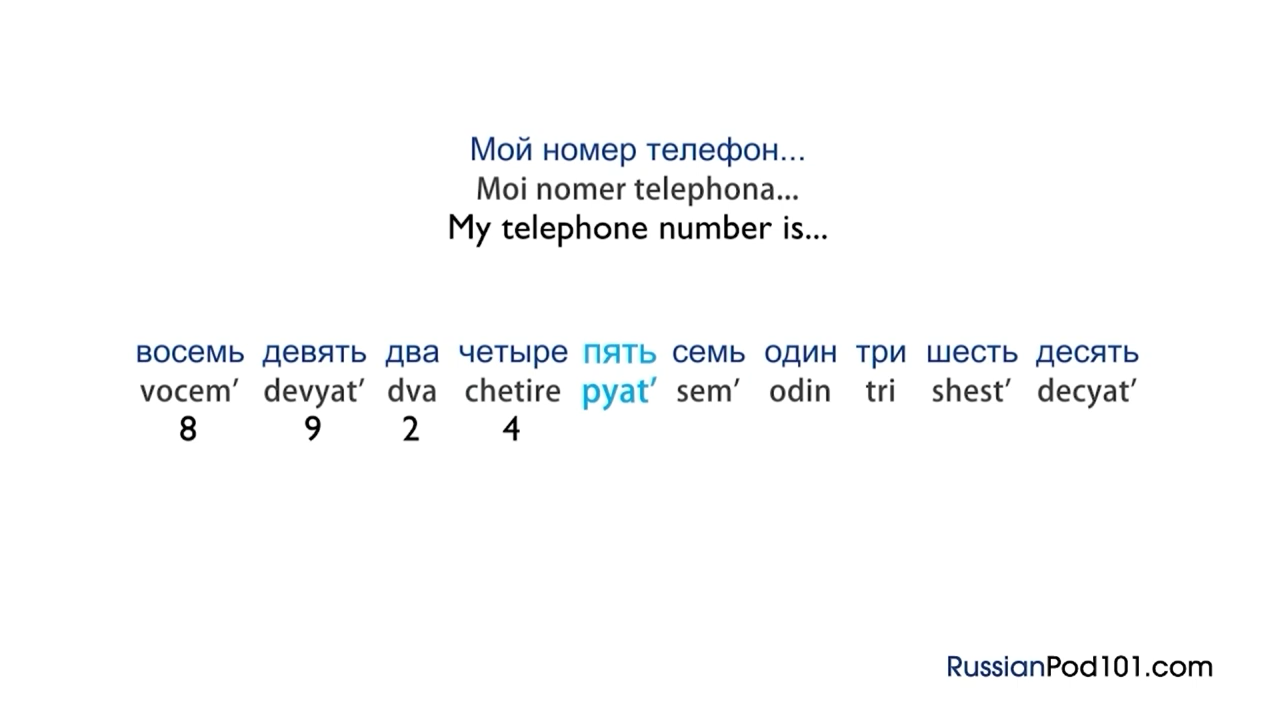 Мой номер телефон...
Moi nomer telephona...
My telephone number is...
восемь девять два четыре пять семь один три шесть десять
vocem’ devyat’ dva chetire pyat’ sem’ odin tri shest’ decyat’
8 9 2 4
RussianPod101.com